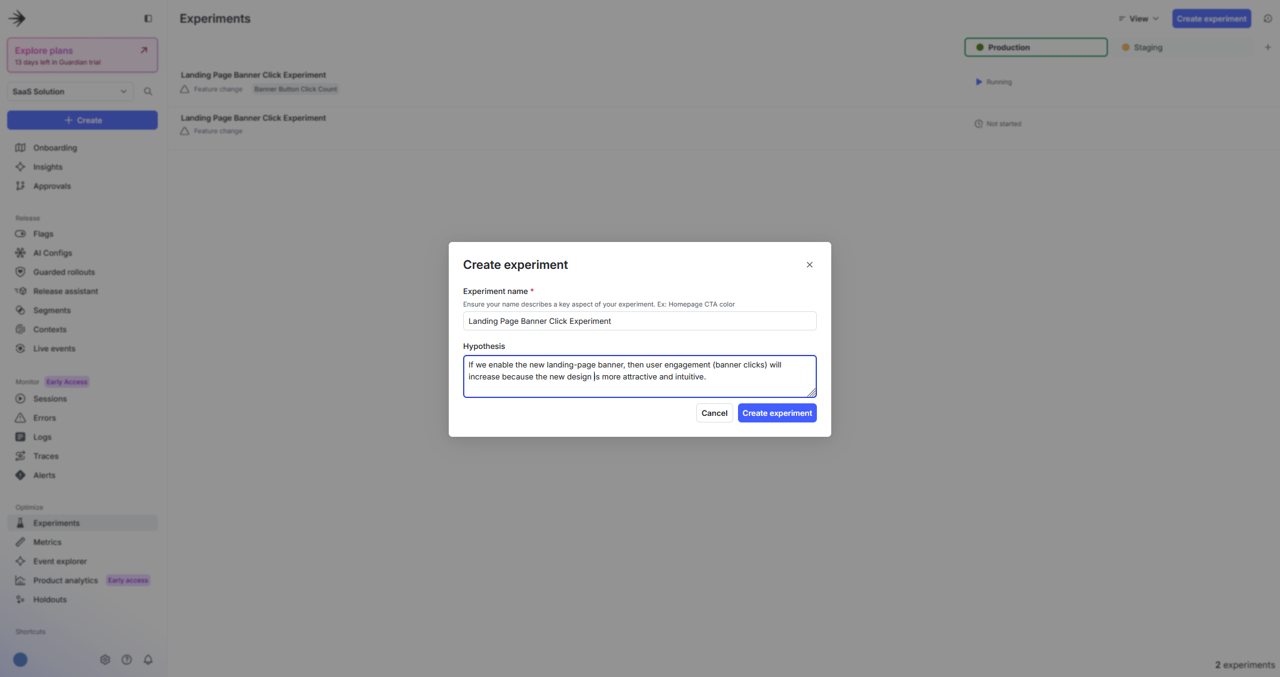 Experiments
View
Create experiment
Explore plans
13 days left in Guardian trial
Production
Staging
SaaS Solution
Create
Landing Page Banner Click Experiment
Feature change
Banner Button Click Count
Running
Landing Page Banner Click Experiment
Feature change
Not started
Onboarding
Insights
Approvals
Release
Flags
AI Configs
Guarded rollouts
Release assistant
Segments
Contexts
Live events
Monitor
Early Access
Sessions
Errors
Logs
Traces
Alerts
Optimize
Experiments
Metrics
Event explorer
Product analytics
Early access
Holdouts
Shortcuts
Create experiment
Experiment name *
Ensure your name describes a key aspect of your experiment. Ex: Homepage CTA color
Landing Page Banner Click Experiment
Hypothesis
If we enable the new landing-page banner, then user engagement (banner clicks) will
increase because the new design is more attractive and intuitive.
Cancel
Create experiment
2 experiments